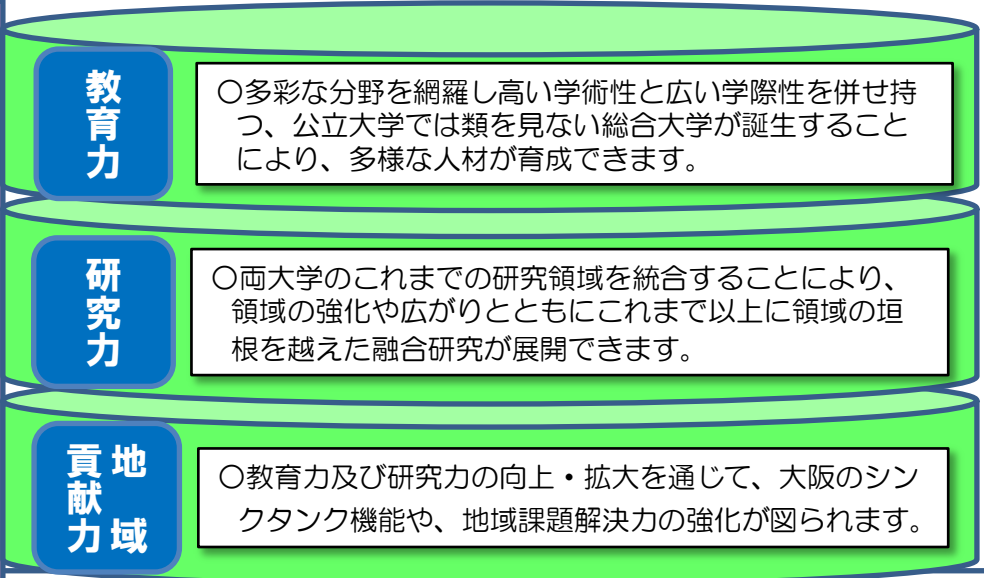 教育力
〇多彩な分野を網羅し高い学術性と広い学際性を併せ持
つ、公立大学では類を見ない総合大学が誕生すること
により、多様な人材が育成できます。
研究力
〇両大学のこれまでの研究領域を統合することにより、
領域の強化や広がりとともにこれまで以上に領域の垣
根を越えた融合研究が展開できます。
地域
貢献力
〇教育力及び研究力の向上・拡大を通じて、大阪のシン
クタンク機能や、地域課題解決力の強化が図られます。